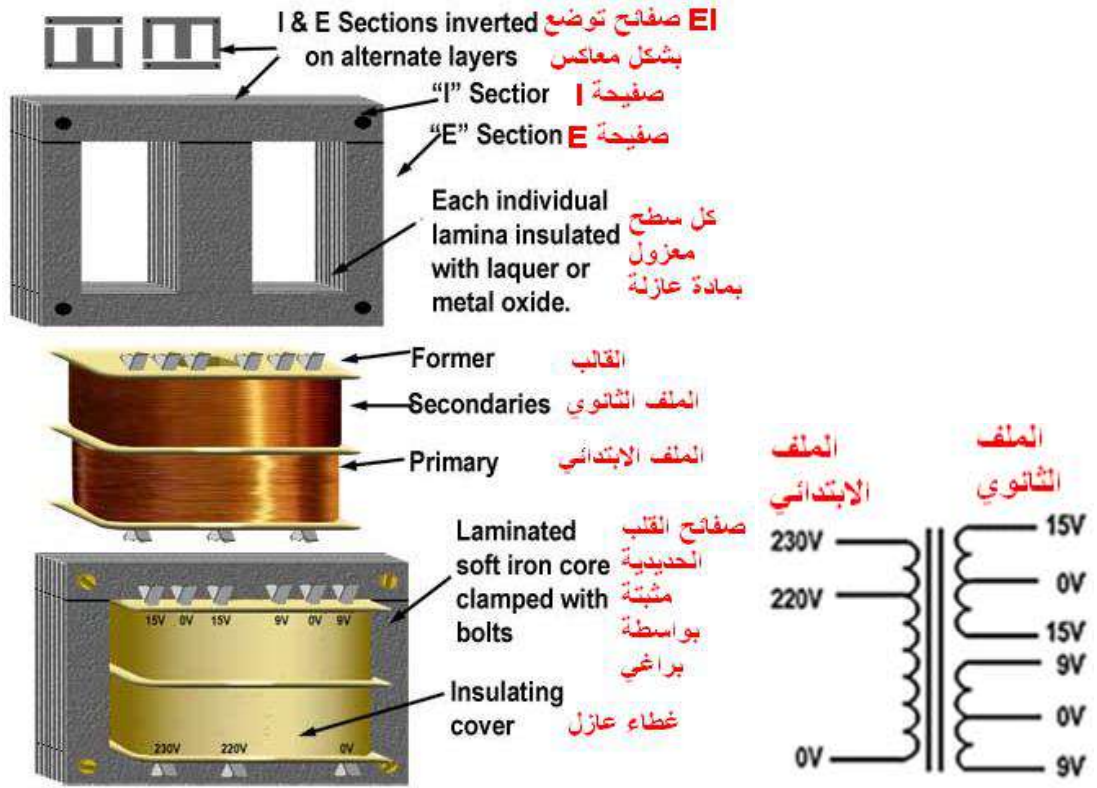 I & E Sections inverted EI صفائح توضع
on alternate layers بشكل معاكس
“I” Sectior صفيحة I
“E” Section صفيحة E
Each individual
lamina insulated
with laquer or
metal oxide.
كل سطح
معزول
بمادة عازلة
Former القالب
Secondaries الملف الثانوي
Primary الملف الابتدائي
Laminated
soft iron core
clamped with
bolts
صفائح القلب
الحديدية
مثبتة
بواسطة
براغي
15V 0V 15V 9V 0V 9V
Insulating
cover
غطاء عازل
230V 220V 0V
الملف
الابتدائي
230V
220V
0V
الملف
الثانوي
15V
0V
15V
9V
0V
9V